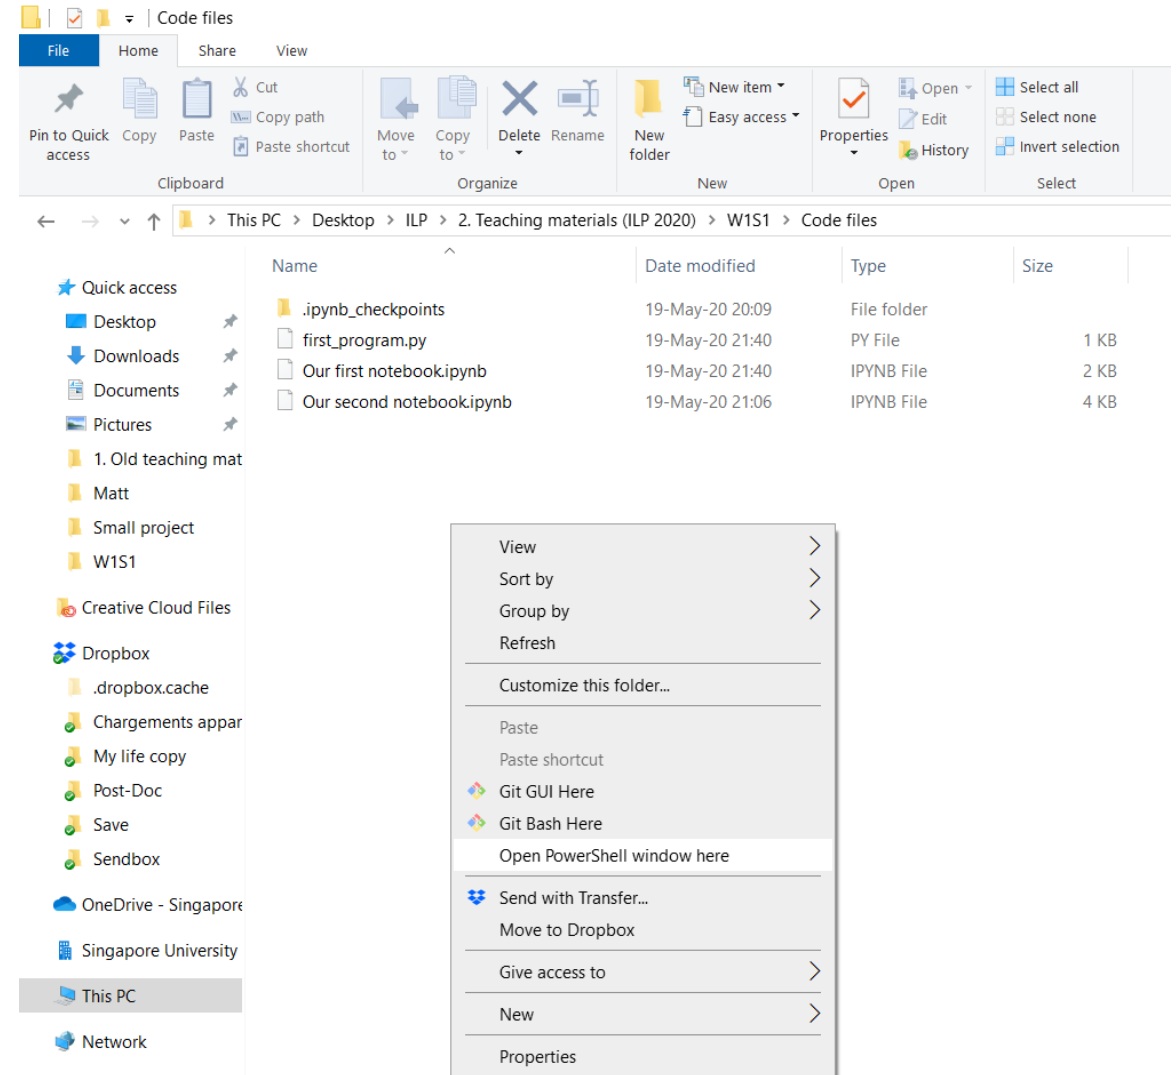 Code files
File Home Share View
Pin to Quick access
Copy
Paste
Cut
Copy path
Paste shortcut
Clipboard
Move to
Copy to
Delete
Rename
Organize
New folder
New item
Easy access
New
Properties
Open
Edit
History
Open
Select all
Select none
Invert selection
Select
This PC > Desktop > ILP > 2. Teaching materials (ILP 2020) > W1S1 > Code files
Name Date modified Type Size
.ipynb_checkpoints 19-May-20 20:09 File folder
first_program.py 19-May-20 21:40 PY File 1 KB
Our first notebook.ipynb 19-May-20 21:40 IPYNB File 2 KB
Our second notebook.ipynb 19-May-20 21:06 IPYNB File 4 KB
Quick access
Desktop
Downloads
Documents
Pictures
1. Old teaching mat
Matt
Small project
W1S1
Creative Cloud Files
Dropbox
.dropbox.cache
Chargements appar
My life copy
Post-Doc
Save
Sendbox
OneDrive - Singapore
Singapore University
This PC
Network
View
Sort by
Group by
Refresh
Customize this folder...
Paste
Paste shortcut
Git GUI Here
Git Bash Here
Open PowerShell window here
Send with Transfer...
Move to Dropbox
Give access to
New
Properties